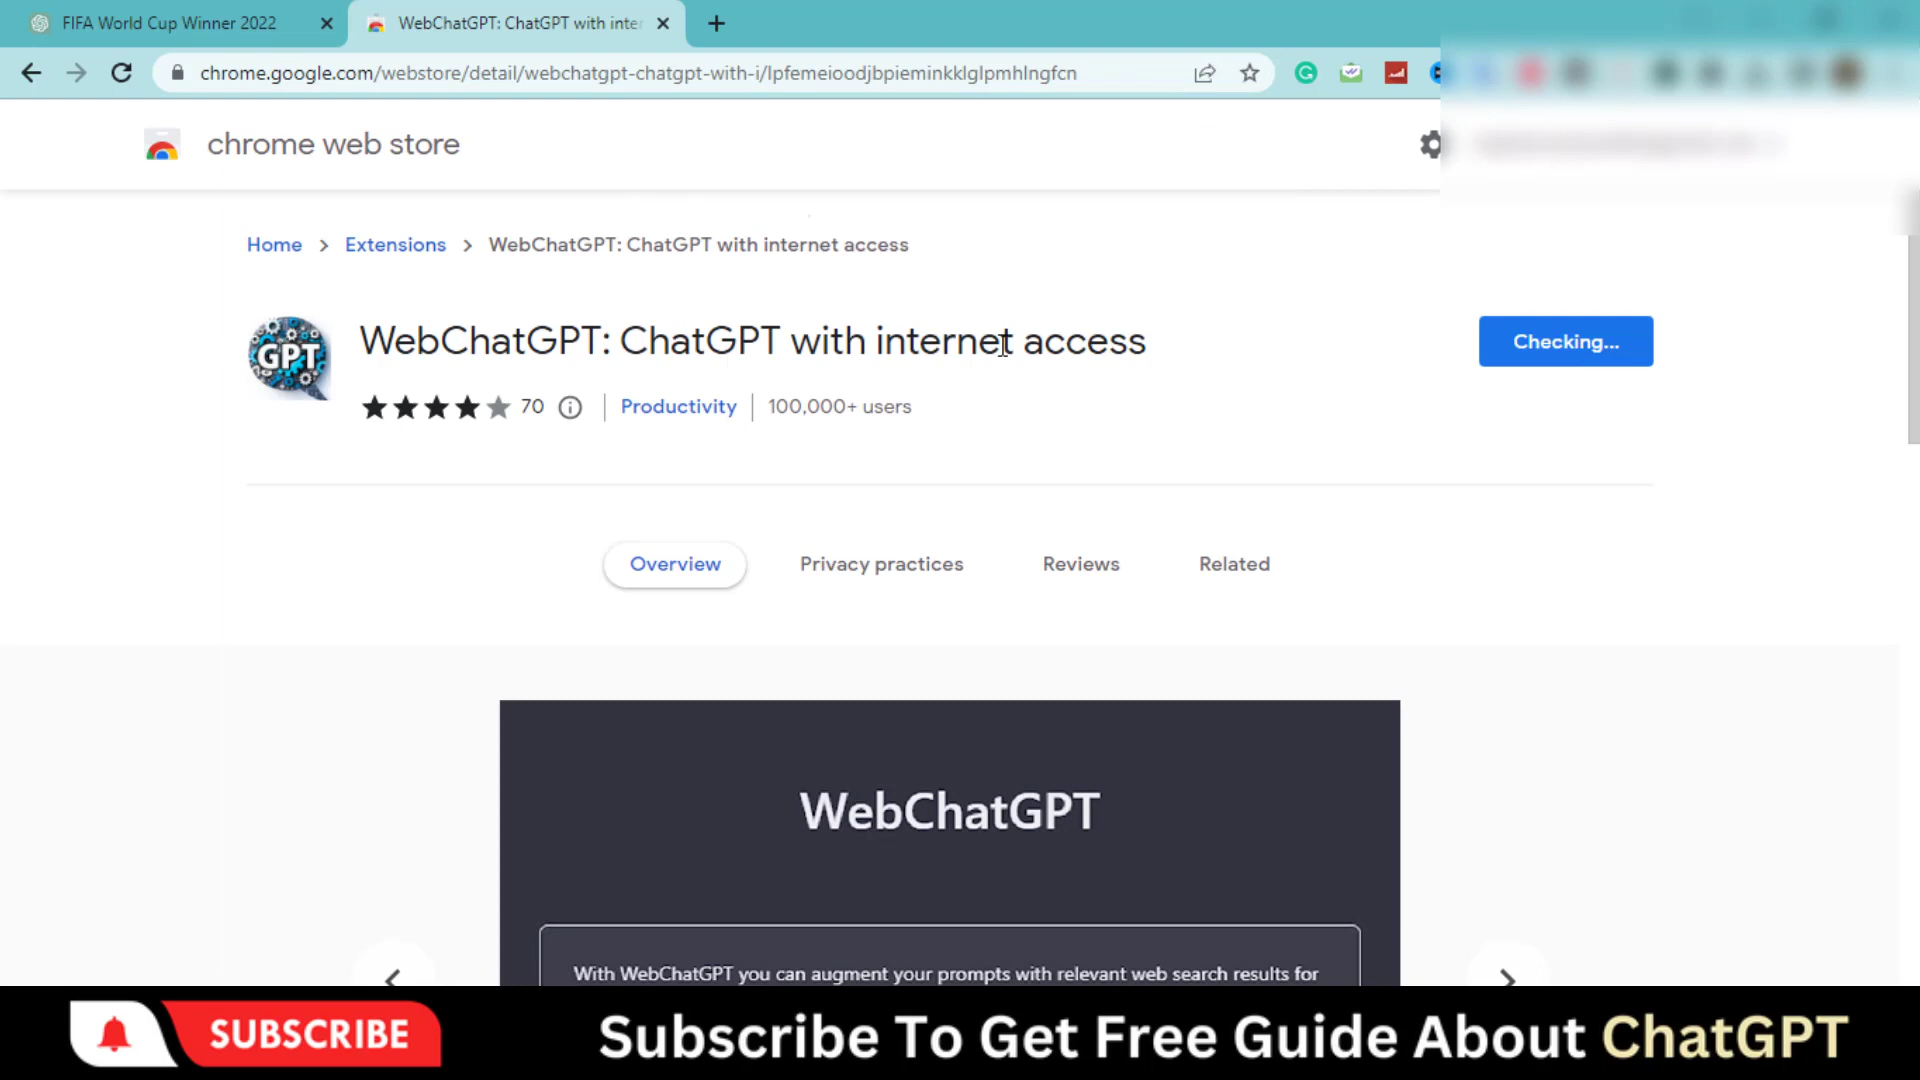 FIFA World Cup Winner 2022
WebChatGPT: ChatGPT with inter
chrome.google.com/webstore/detail/webchatgpt-chatgpt-with-i/lpfemeioodjbpieminkklglpmhlngfcn
chrome web store
Home > Extensions > WebChatGPT: ChatGPT with internet access
GPT
WebChatGPT: ChatGPT with internet access
Checking...
70 | Productivity | 100,000+ users
Overview Privacy practices Reviews Related
WebChatGPT
With WebChatGPT you can augment your prompts with relevant web search results for
SUBSCRIBE Subscribe To Get Free Guide About ChatGPT